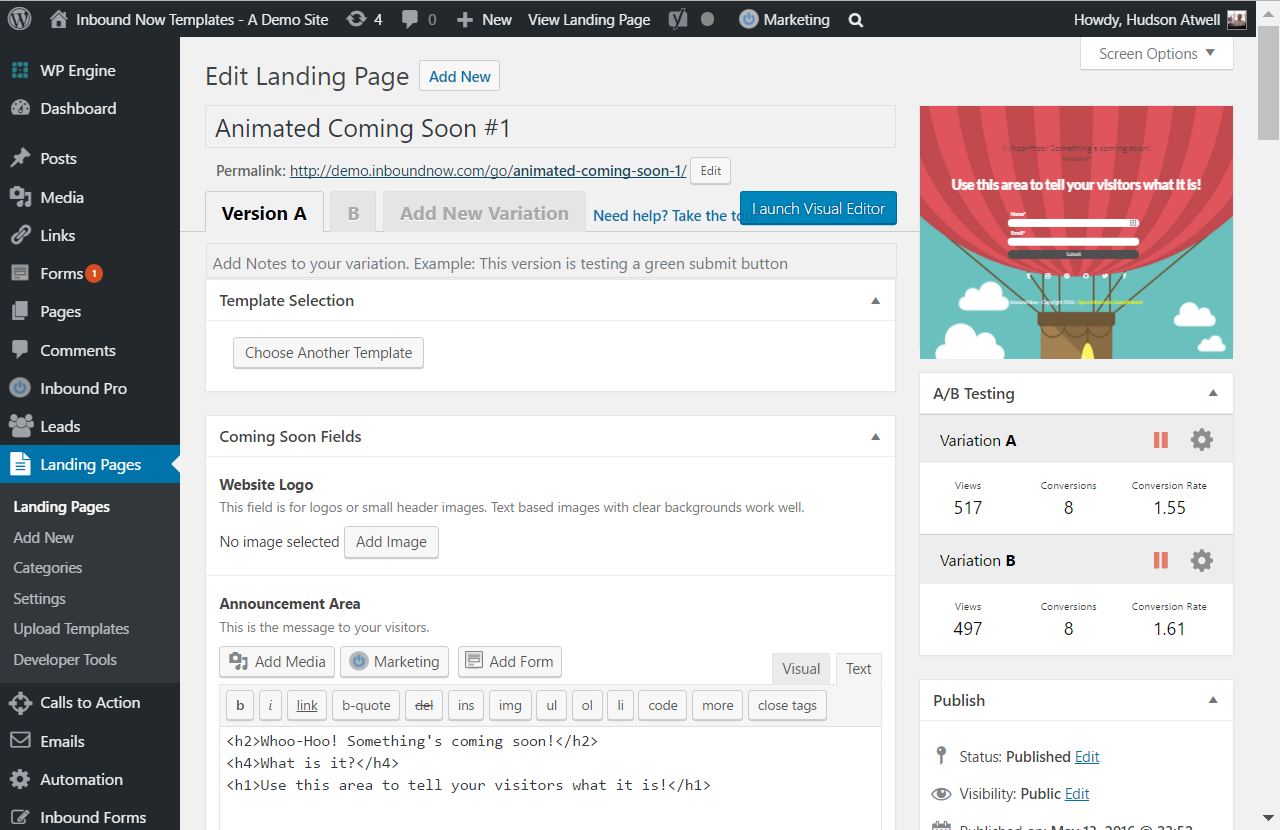 Inbound Now Templates - A Demo Site 4 0 New View Landing Page Marketing Howdy, Hudson Atwell
WP Engine
Dashboard
Posts
Media
Links
Forms 1
Pages
Comments
Inbound Pro
Leads
Landing Pages
Landing Pages
Add New
Categories
Settings
Upload Templates
Developer Tools
Calls to Action
Emails
Automation
Inbound Forms
Screen Options
Edit Landing Page Add New
Animated Coming Soon #1
Permalink: http://demo.inboundnow.com/go/animated-coming-soon-1/ Edit
Version A B Add New Variation Need help? Take the Launch Visual Editor
Add Notes to your variation. Example: This version is testing a green submit button
Template Selection
Choose Another Template
Coming Soon Fields
Website Logo
This field is for logos or small header images. Text based images with clear backgrounds work well.
No image selected Add Image
Announcement Area
This is the message to your visitors.
Add Media Marketing Add Form Visual Text
b i link b-quote del ins img ul ol li code more close tags
<h2>Whoo-Hoo! Something's coming soon!</h2>
<h4>What is it?</h4>
<h1>Use this area to tell your visitors what it is!</h1>
Whoo-Hoo! Something's coming soon!
What is it?
Use this area to tell your visitors what it is!
Name*
Email*
Submit
A/B Testing
Variation A
Views Conversions Conversion Rate
517 8 1.55
Variation B
Views Conversions Conversion Rate
497 8 1.61
Publish
Status: Published Edit
Visibility: Public Edit
Published on: May 12, 2016 @ 22:52